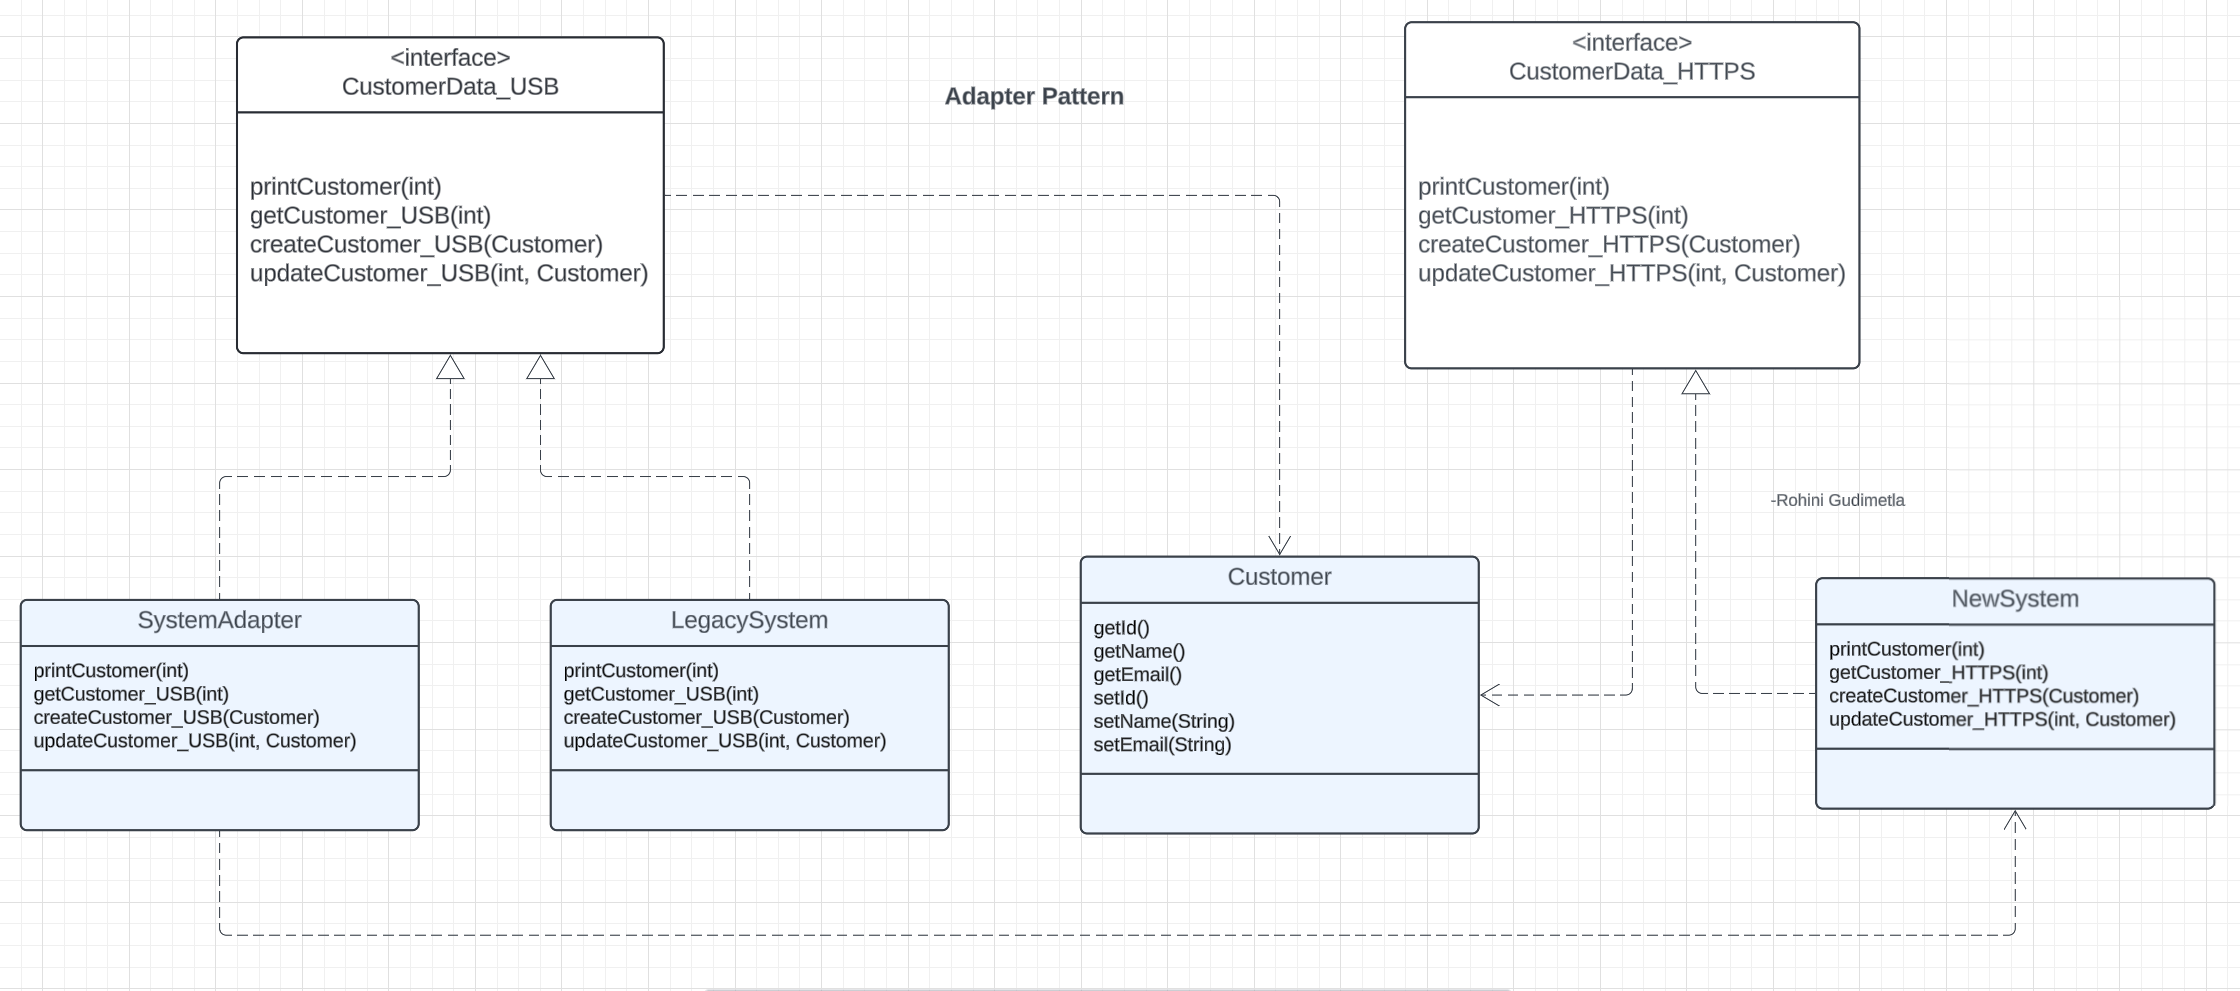 <interface>
CustomerData_USB
printCustomer(int)
getCustomer_USB(int)
createCustomer_USB(Customer)
updateCustomer_USB(int, Customer)
Adapter Pattern
<interface>
CustomerData_HTTPS
printCustomer(int)
getCustomer_HTTPS(int)
createCustomer_HTTPS(Customer)
updateCustomer_HTTPS(int, Customer)
-Rohini Gudimetla
SystemAdapter
printCustomer(int)
getCustomer_USB(int)
createCustomer_USB(Customer)
updateCustomer_USB(int, Customer)
LegacySystem
printCustomer(int)
getCustomer_USB(int)
createCustomer_USB(Customer)
updateCustomer_USB(int, Customer)
Customer
getId()
getName()
getEmail()
setId()
setName(String)
setEmail(String)
NewSystem
printCustomer(int)
getCustomer_HTTPS(int)
createCustomer_HTTPS(Customer)
updateCustomer_HTTPS(int, Customer)